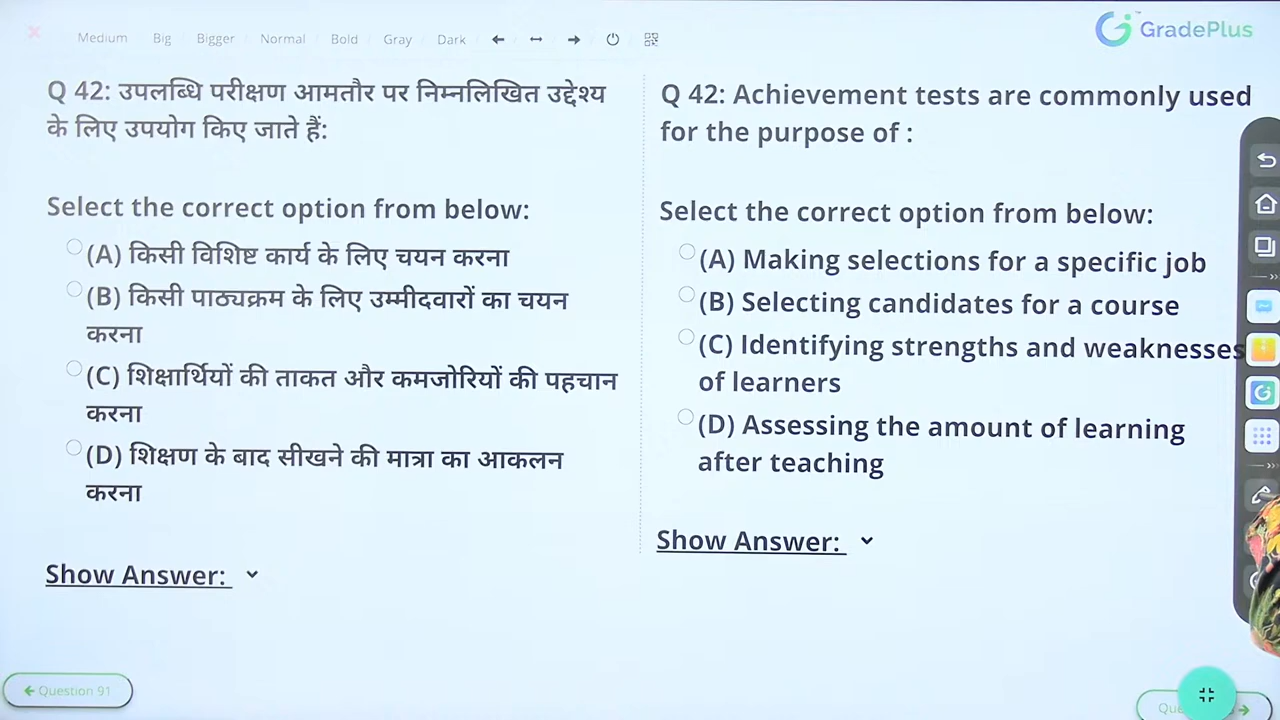 Medium Big Bigger Normal Bold Gray Dark
GradePlus
Q 42: उपलब्धि परीक्षण आमतौर पर निम्नलिखित उद्देश्य
के लिए उपयोग किए जाते हैं:
Select the correct option from below:
(A) किसी विशिष्ट कार्य के लिए चयन करना
(B) किसी पाठ्यक्रम के लिए उम्मीदवारों का चयन
करना
(C) शिक्षार्थियों की ताकत और कमजोरियों की पहचान
करना
(D) शिक्षण के बाद सीखने की मात्रा का आकलन
करना
Show Answer:
Q 42: Achievement tests are commonly used
for the purpose of :
Select the correct option from below:
(A) Making selections for a specific job
(B) Selecting candidates for a course
(C) Identifying strengths and weaknesses
of learners
(D) Assessing the amount of learning
after teaching
Show Answer:
Question 91